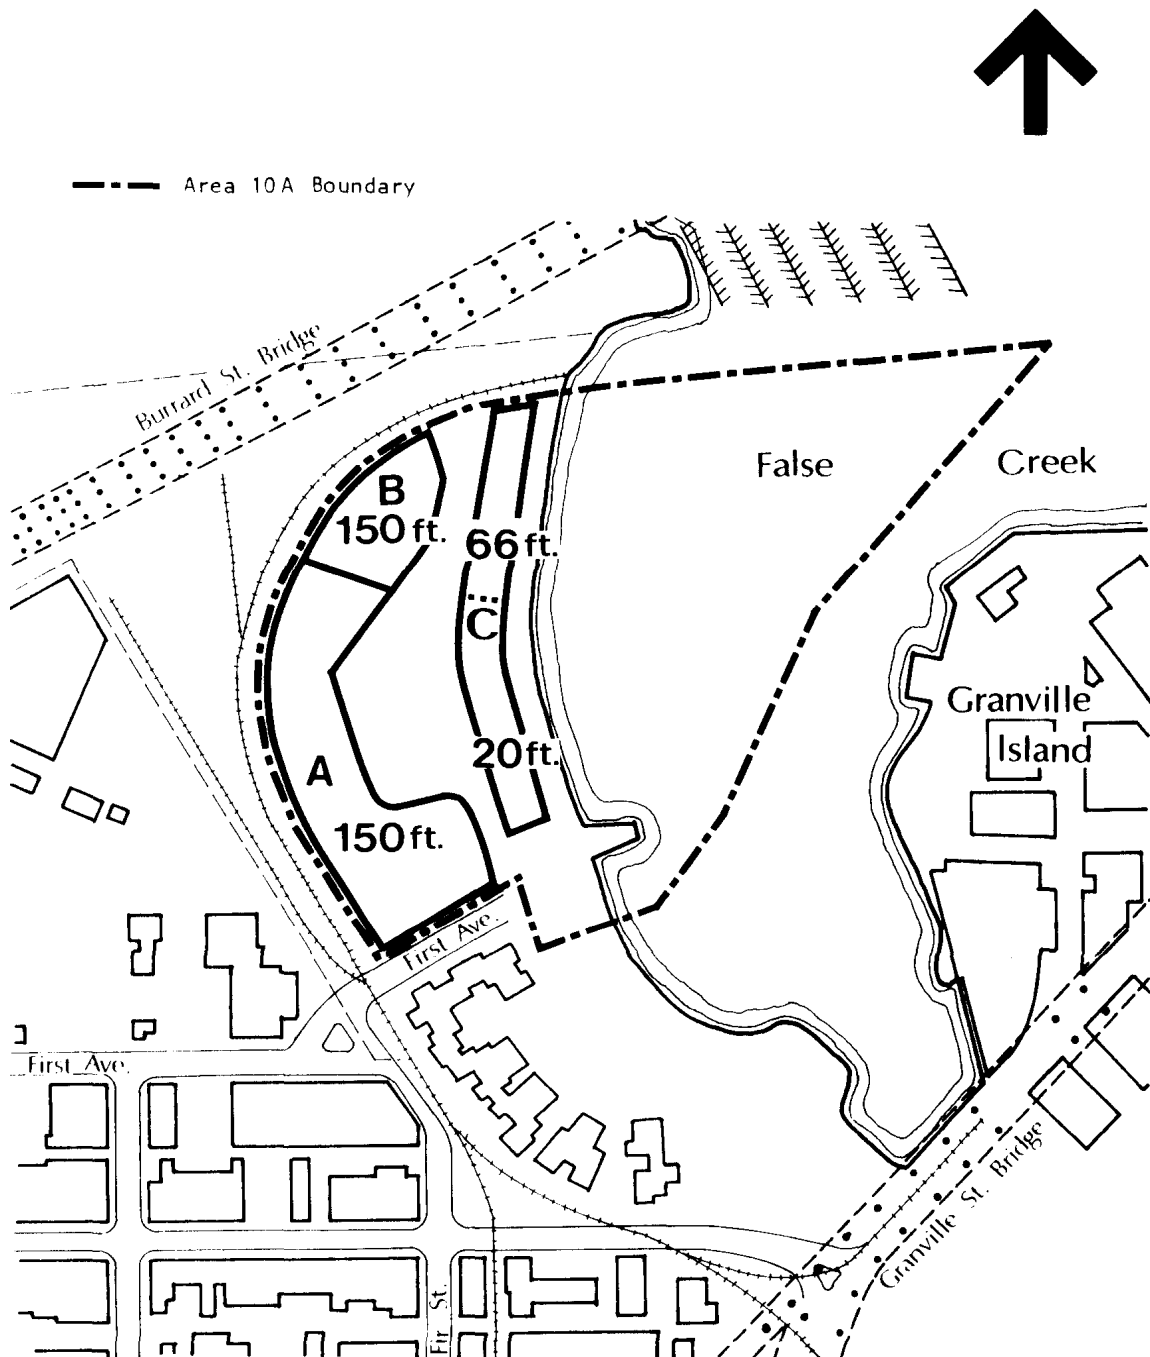 Area 10A Boundary
Burrard St. Bridge
False
Creek
B
150 ft.
66 ft.
C
Granville
Island
20 ft.
A
150 ft.
First Ave.
First Ave.
Granville St. Bridge
Fir St.